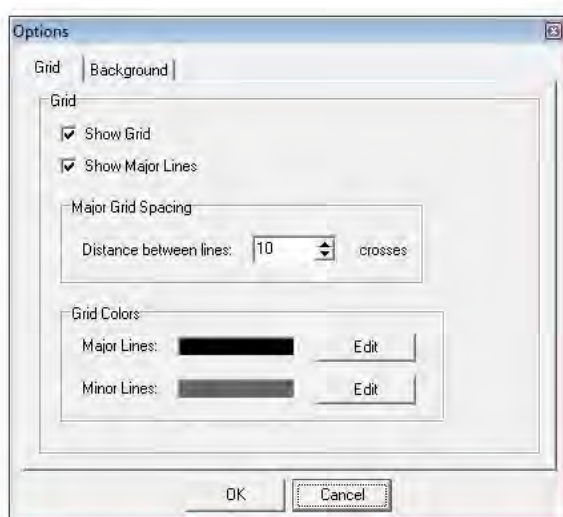 Options
Grid Background
Grid
Show Grid
Show Major Lines
Major Grid Spacing
Distance between lines: 10 crosses
Grid Colors
Major Lines: Edit
Minor Lines: Edit
OK Cancel